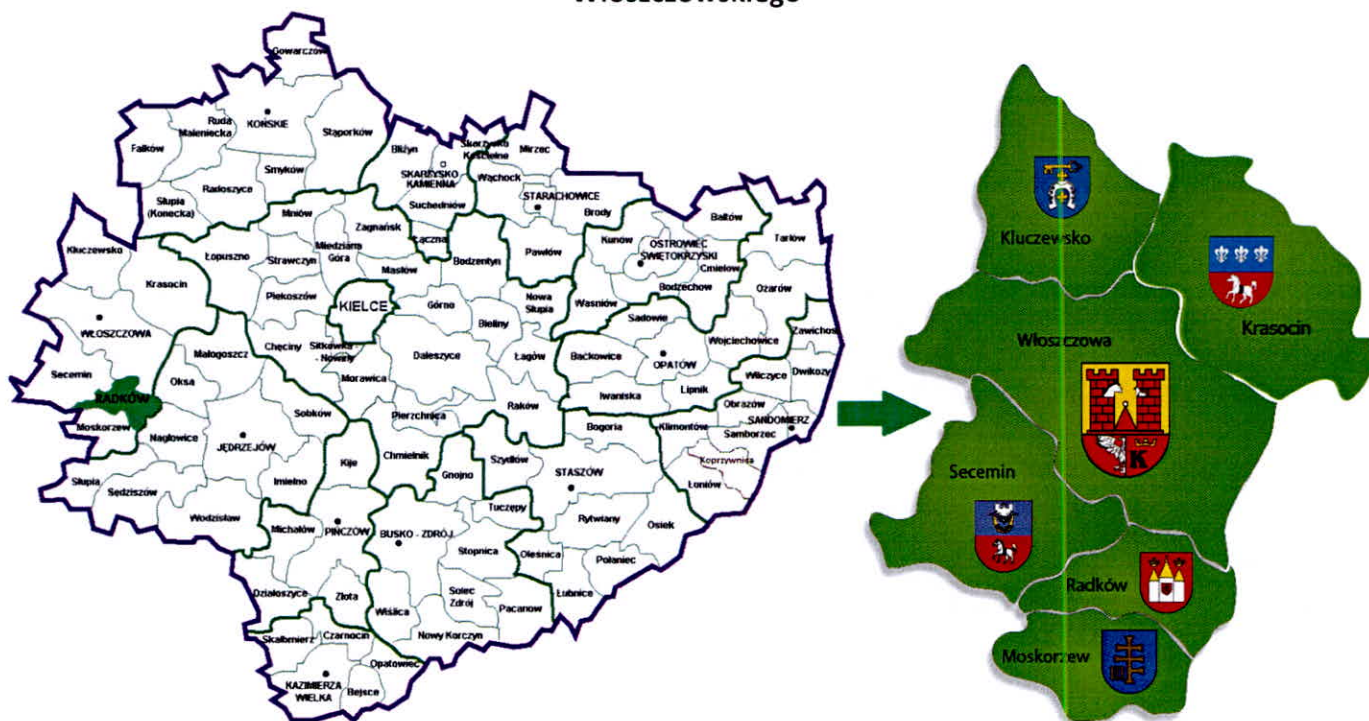 Włoszczowskiego
Gowarczów
Ruda
Maleniecka
KOŃSKIE
Stąporków
Fałków
Smyków
Radoszyce
Słupia
(Konecka)
Bliżyn
Skarżysko
Kościelne
Mirzec
SKARŻYSKO
KAMIENNA
Wąchock
STARACHOWICE
Suchedniów
Brody
Mniów
Zagnańsk
Łączna
Bodzentyn
Pawłów
Kunów
OSTROWIEC
ŚWIĘTOKRZYSKI
Bałtów
Tarłów
Ćmielów
Bodzechow
Ożarów
Waśniów
Kluczewsko
Krasocin
Łopuszno
Strawczyn
Miedziana
Góra
Masłów
Piekoszów
KIELCE
Górno
Nowa
Słupia
Bieliny
Sadowie
Wojciechowice
Zawichos
WŁOSZCZOWA
Małogoszcz
Chęciny
Sitkówka
- Nowiny
Daleszyce
Łagów
Baćkowice
OPATÓW
Wilczyce
Dwikozy
Secemin
Oksa
Morawica
Iwaniska
Lipnik
Obrazów
RADKÓW
Sobków
Pierzchnica
Raków
Klimontów
SANDOMIERZ
Samborzec
Moskorzew
Nagłowice
JĘDRZEJÓW
Kije
Chmielnik
Bogoria
Koprzywnica
Szydłów
STASZÓW
Łoniów
Słupia
Sędziszów
Imielno
Gnojno
Wodzisław
Michałów
PIŃCZÓW
BUSKO - ZDRÓJ
Tuczępy
Rytwiany
Osiek
Stopnica
Oleśnica
Połaniec
Działoszyce
Złota
Wiślica
Solec
Zdrój
Pacanow
Łubnice
Skalbmierz
Czarnocin
Nowy Korczyn
Opatowiec
KAZIMIERZA
WIELKA
Bejsce
Kluczewsko
Krasocin
Włoszczowa
K
Secemin
Radków
Moskorzew